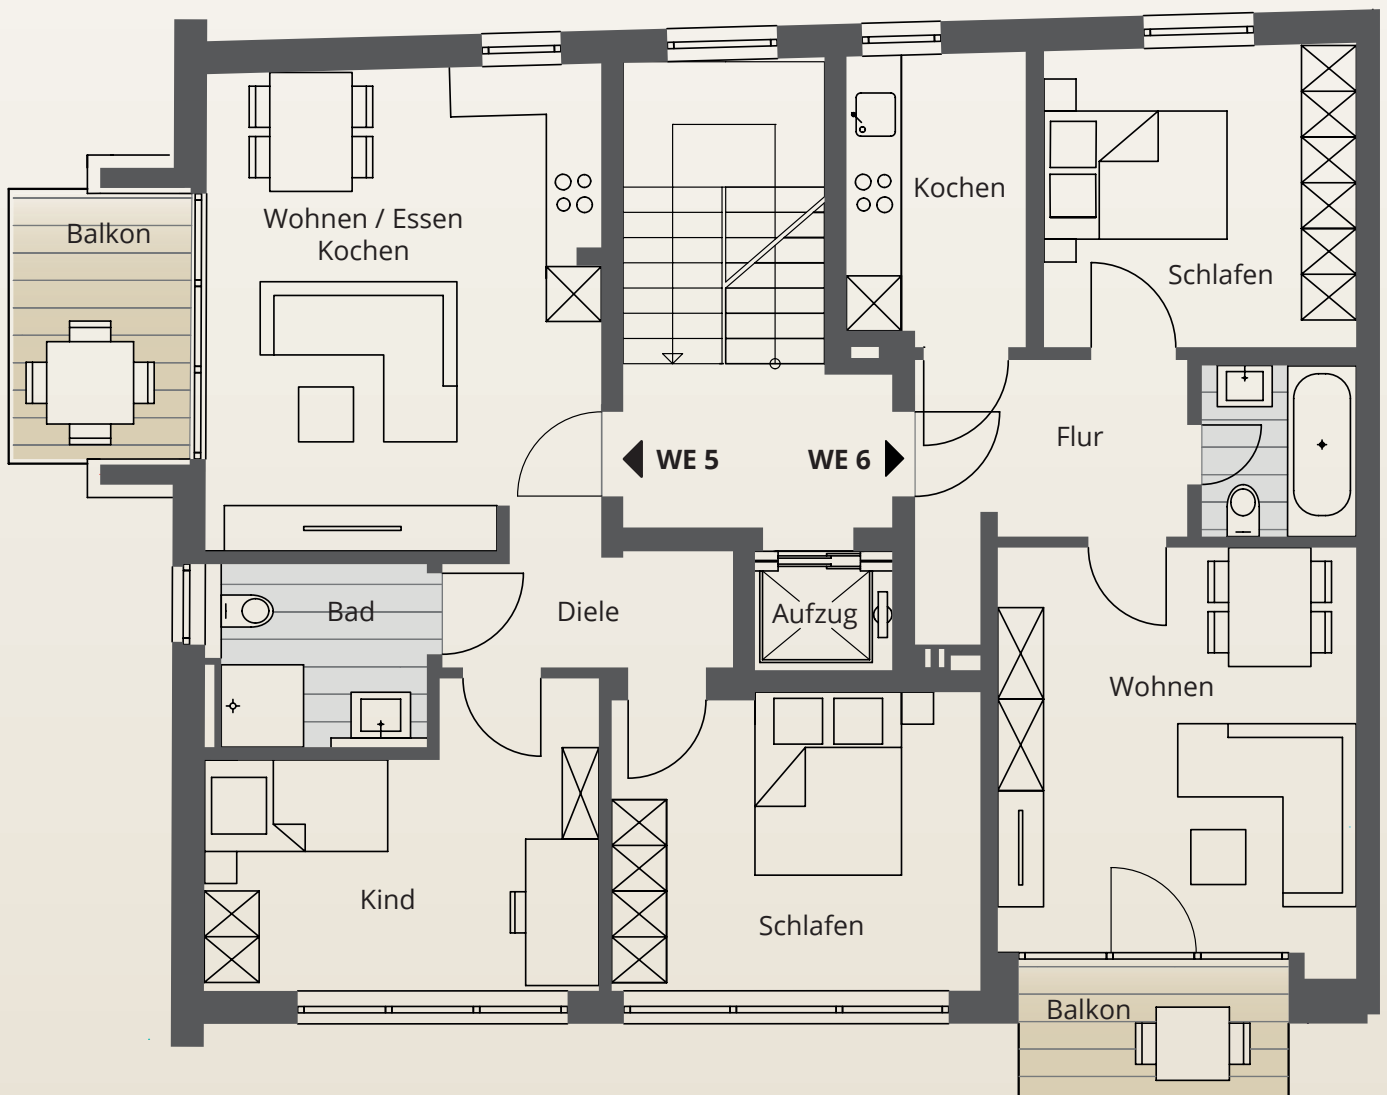 Kochen
Balkon
Wohnen / Essen
Kochen
Schlafen
Flur
WE 5
WE 6
Bad
Diele
Aufzug
Wohnen
Kind
Schlafen
Balkon